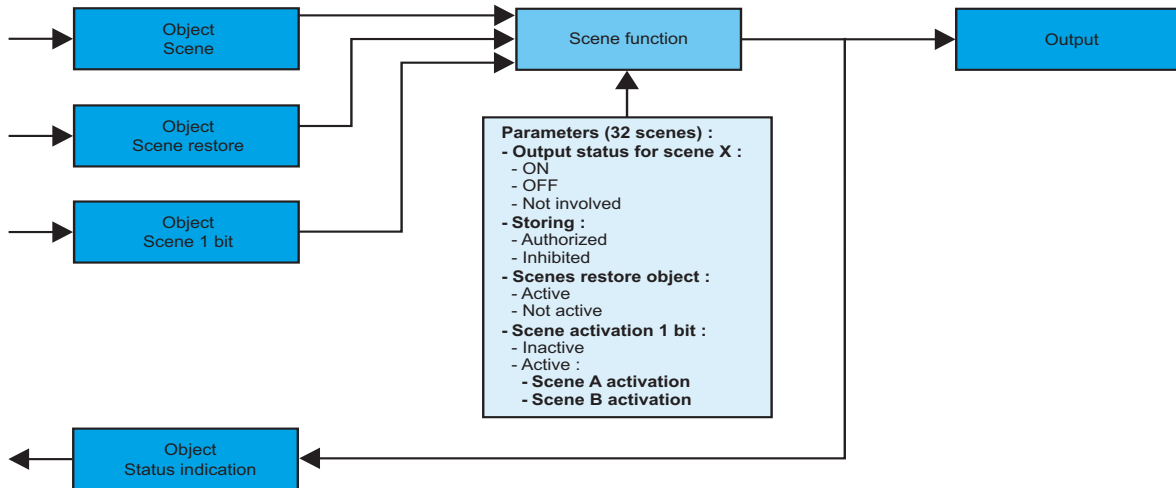 Object
Scene
Scene function
Output
Object
Scene restore
Parameters (32 scenes) :
- Output status for scene X :
- ON
- OFF
- Not involved
- Storing :
- Authorized
- Inhibited
- Scenes restore object :
- Active
- Not active
- Scene activation 1 bit :
- Inactive
- Active :
- Scene A activation
- Scene B activation
Object
Scene 1 bit
Object
Status indication